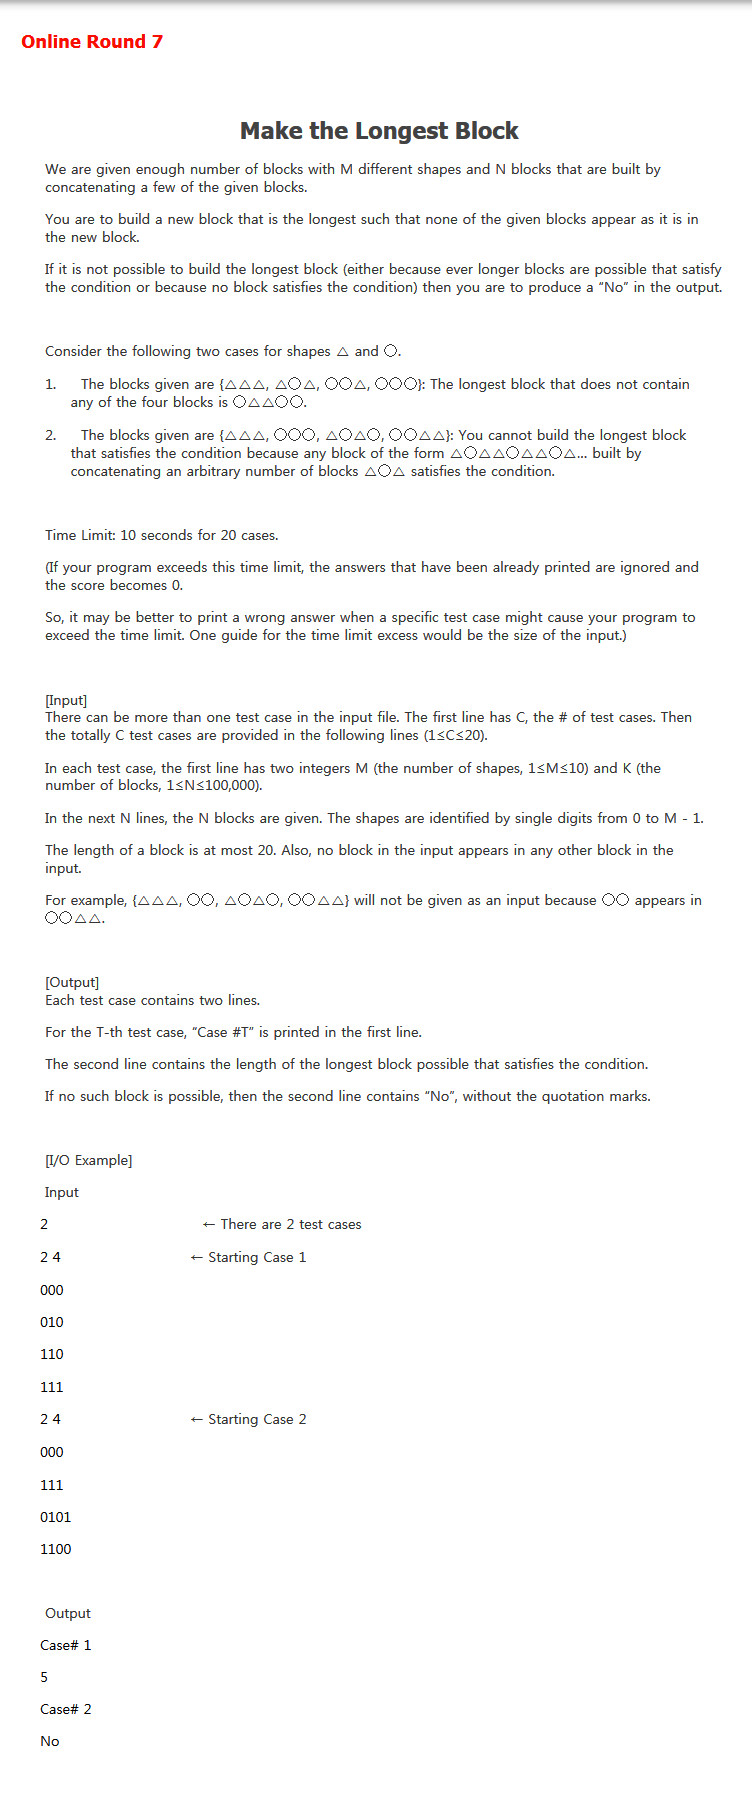 Online Round 7
Make the Longest Block
We are given enough number of blocks with M different shapes and N blocks that are built by
concatenating a few of the given blocks.
You are to build a new block that is the longest such that none of the given blocks appear as it is in
the new block.
If it is not possible to build the longest block (either because ever longer blocks are possible that satisfy
the condition or because no block satisfies the condition) then you are to produce a “No” in the output.
Consider the following two cases for shapes △ and ○.
1. The blocks given are {△△△, △○△, ○○△, ○○○}: The longest block that does not contain
any of the four blocks is ○△△○○.
2. The blocks given are {△△△, ○○○, △○△○, ○○△△}: You cannot build the longest block
that satisfies the condition because any block of the form △○△△○△△○△... built by
concatenating an arbitrary number of blocks △○△ satisfies the condition.
Time Limit: 10 seconds for 20 cases.
(If your program exceeds this time limit, the answers that have been already printed are ignored and
the score becomes 0.
So, it may be better to print a wrong answer when a specific test case might cause your program to
exceed the time limit. One guide for the time limit excess would be the size of the input.)
[Input]
There can be more than one test case in the input file. The first line has C, the # of test cases. Then
the totally C test cases are provided in the following lines (1≤C≤20).
In each test case, the first line has two integers M (the number of shapes, 1≤M≤10) and K (the
number of blocks, 1≤N≤100,000).
In the next N lines, the N blocks are given. The shapes are identified by single digits from 0 to M - 1.
The length of a block is at most 20. Also, no block in the input appears in any other block in the
input.
For example, {△△△, ○○, △○△○, ○○△△} will not be given as an input because ○○ appears in
○○△△.
[Output]
Each test case contains two lines.
For the T-th test case, “Case #T” is printed in the first line.
The second line contains the length of the longest block possible that satisfies the condition.
If no such block is possible, then the second line contains “No”, without the quotation marks.
[I/O Example]
Input
2 ← There are 2 test cases
2 4 ← Starting Case 1
000
010
110
111
2 4 ← Starting Case 2
000
111
0101
1100
Output
Case# 1
5
Case# 2
No